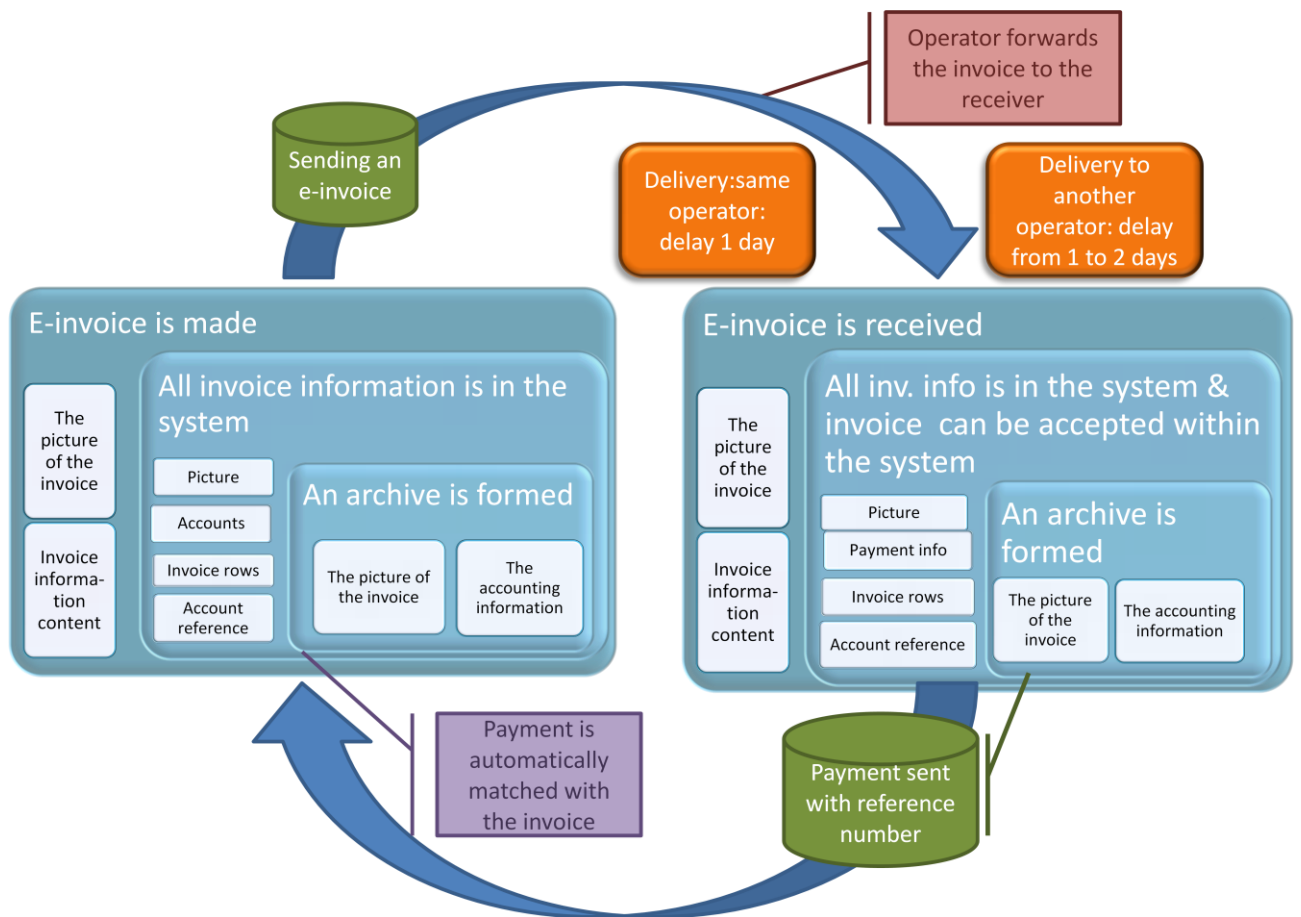 Operator forwards
the invoice to the
receiver
Sending an
e-invoice
Delivery:same
operator:
delay 1 day
Delivery to
another
operator: delay
from 1 to 2 days
E-invoice is made
The
picture
of the
invoice
Invoice
informa-
tion
content
All invoice information is in the
system
Picture
Accounts
Invoice rows
Account
reference
An archive is formed
The picture of
the invoice
The
accounting
information
E-invoice is received
The
picture
of the
invoice
Invoice
informa-
tion
content
All inv. info is in the system &
invoice  can be accepted within
the system
Picture
Payment info
Invoice rows
Account reference
An archive is
formed
The picture
of the
invoice
The accounting
information
Payment is
automatically
matched with
the invoice
Payment sent
with reference
number